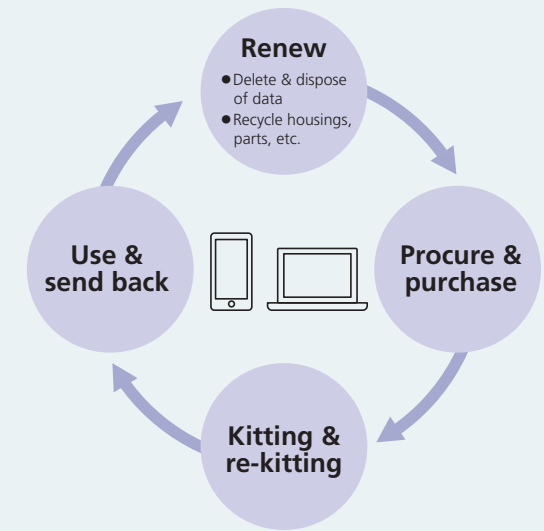 Renew
●Delete & dispose
of data
●Recycle housings,
parts, etc.
Procure &
purchase
Kitting &
re-kitting
Use &
send back